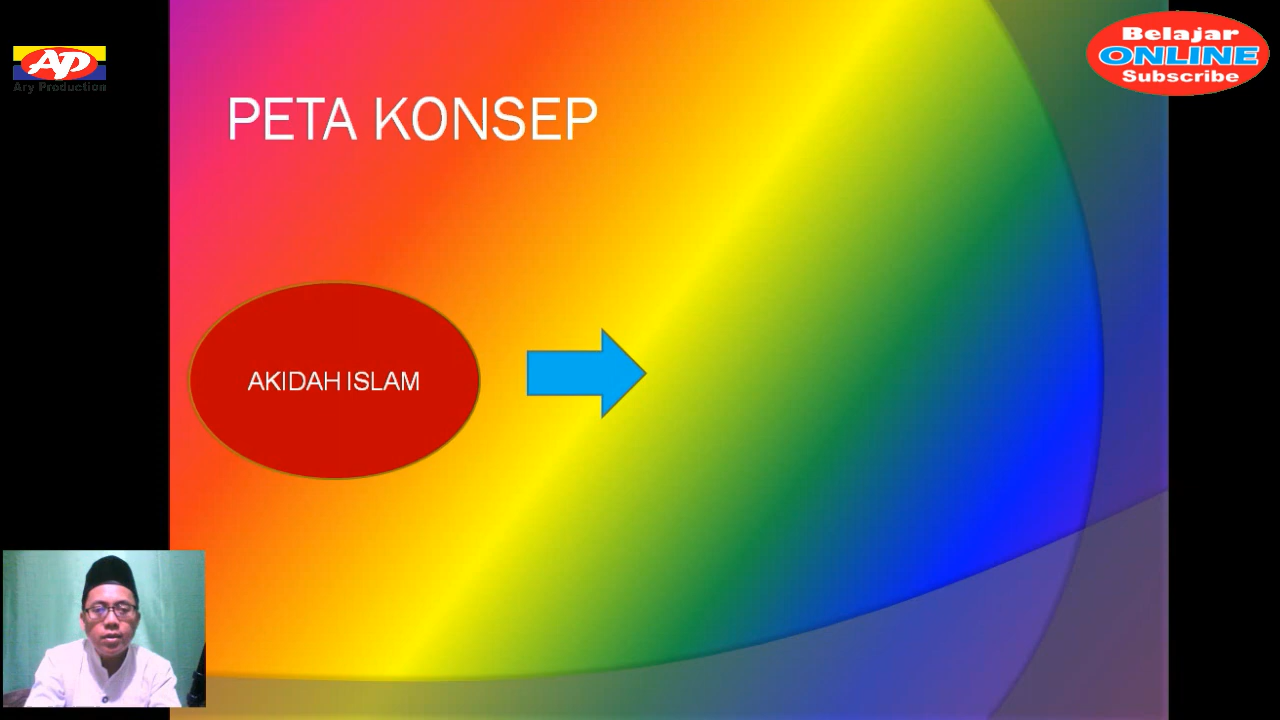 AP
Ary Production
Belajar
ONLINE
Subscribe
PETA KONSEP
AKIDAH ISLAM